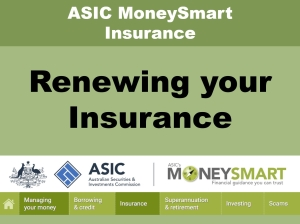 ASIC MoneySmart
Insurance
Renewing your
Insurance
ASIC
Australian Securities &
Investments Commission
ASIC's
MONEYSMART
Financial guidance you can trust
Managing
your money
Borrowing
& credit
Insurance
Superannuation
& retirement
Investing
Scams